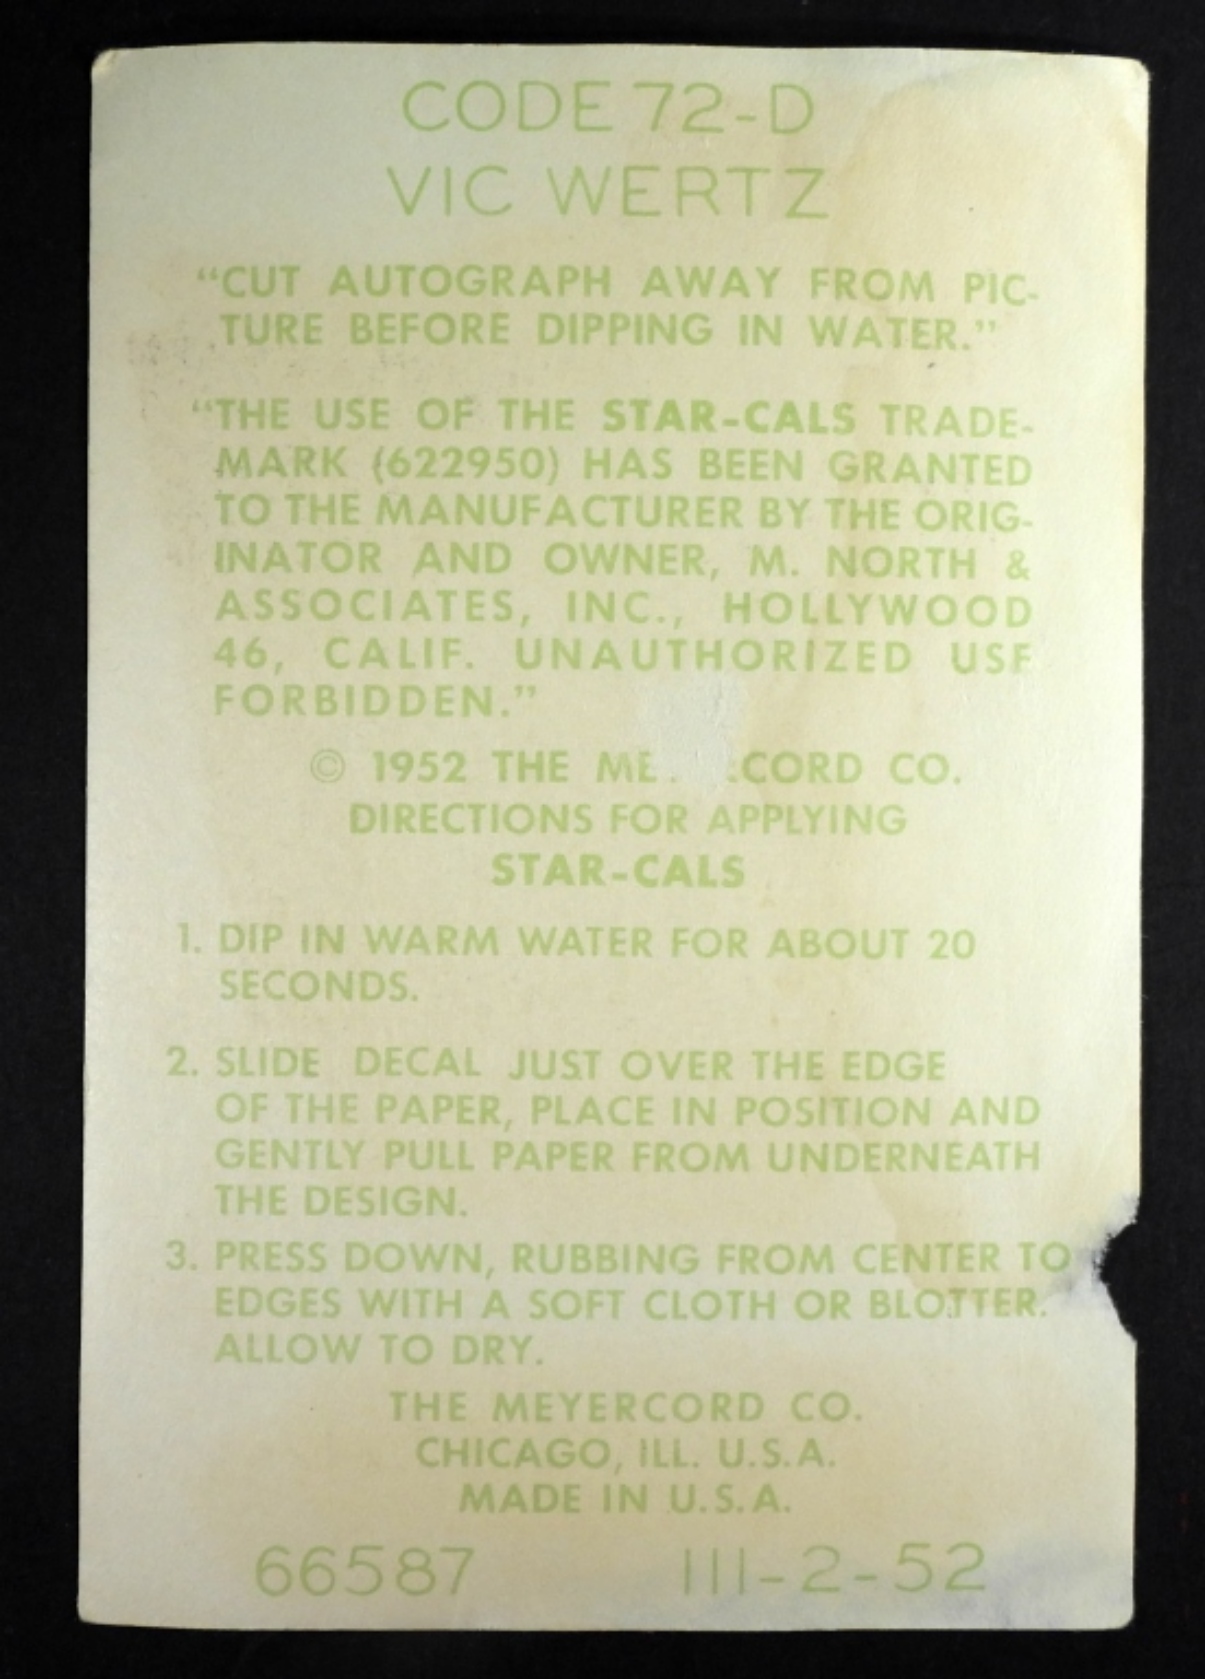 CODE 72-D
VIC WERTZ
“CUT AUTOGRAPH AWAY FROM PIC-
TURE BEFORE DIPPING IN WATER.”
“THE USE OF THE STAR-CALS TRADE-
MARK (622950) HAS BEEN GRANTED
TO THE MANUFACTURER BY THE ORIG-
INATOR AND OWNER, M. NORTH &
ASSOCIATES, INC., HOLLYWOOD
46, CALIF. UNAUTHORIZED USE
FORBIDDEN.”
© 1952 THE CO.
DIRECTIONS FOR APPLYING
STAR-CALS
1. DIP IN WARM WATER FOR ABOUT 20
SECONDS.
2. SLIDE DECAL JUST OVER THE EDGE
OF THE PAPER, PLACE IN POSITION AND
GENTLY PULL PAPER FROM UNDERNEATH
THE DESIGN.
3. PRESS DOWN, RUBBING FROM CENTER TO
EDGES WITH A SOFT CLOTH OR BLOTTER.
ALLOW TO DRY.
THE MEYERCORD CO.
CHICAGO, ILL. U.S.A.
MADE IN U.S.A.
66587 III-2-52